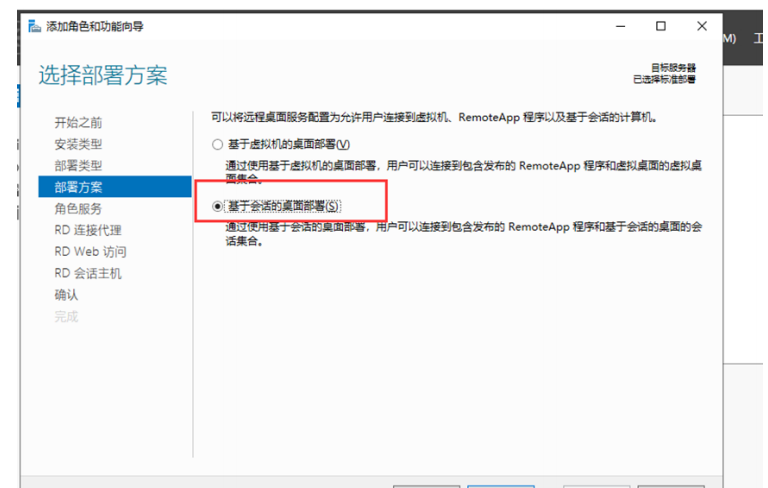 添加角色和功能向导
M) 工
选择部署方案
目标服务器
已选择标准部署
开始之前
安装类型
部署类型
部署方案
角色服务
RD 连接代理
RD Web 访问
RD 会话主机
确认
完成
可以将远程桌面服务配置为允许用户连接到虚拟机、RemoteApp 程序以及基于会话的计算机。
基于虚拟机的桌面部署(V)
通过使用基于虚拟机的桌面部署，用户可以连接到包含发布的 RemoteApp 程序和虚拟桌面的虚拟桌
面集合。
基于会话的桌面部署(S)
通过使用基于会话的桌面部署，用户可以连接到包含发布的 RemoteApp 程序和基于会话的桌面的会
话集合。